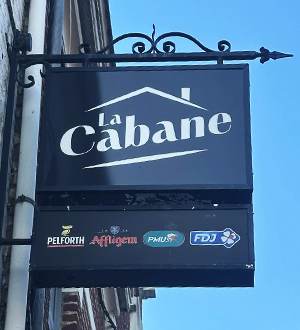 La
Cabane
PELFORTH Affligem PMU FDJ